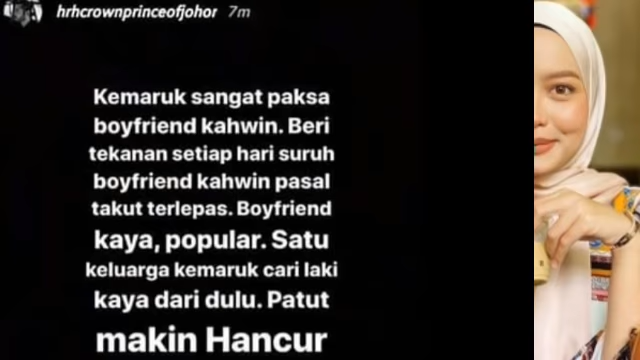 hrhcrownprinceofjohor 7m
Kemaruk sangat paksa
boyfriend kahwin. Beri
tekanan setiap hari suruh
boyfriend kahwin pasal
takut terlepas. Boyfriend
kaya, popular. Satu
keluarga kemaruk cari laki
kaya dari dulu. Patut
makin Hancur